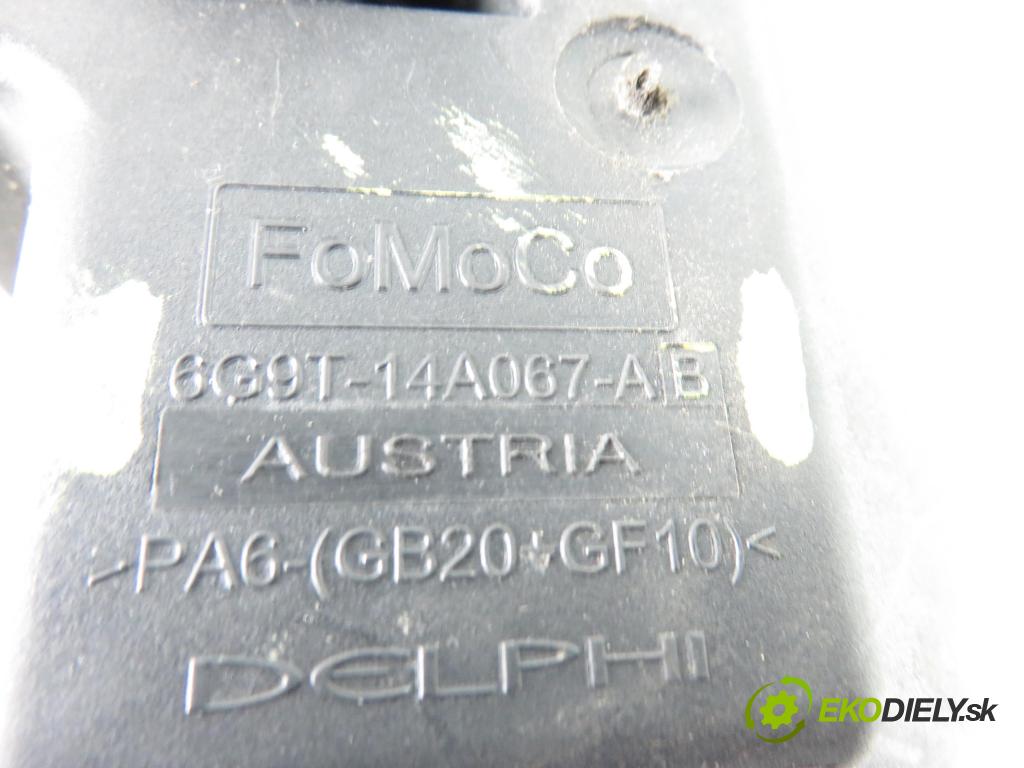 FoMoCo
6G9T-14A067-AB
AUSTRIA
>PA6-(GB20+GF10)<
DELPHI
EKODIELY.sk